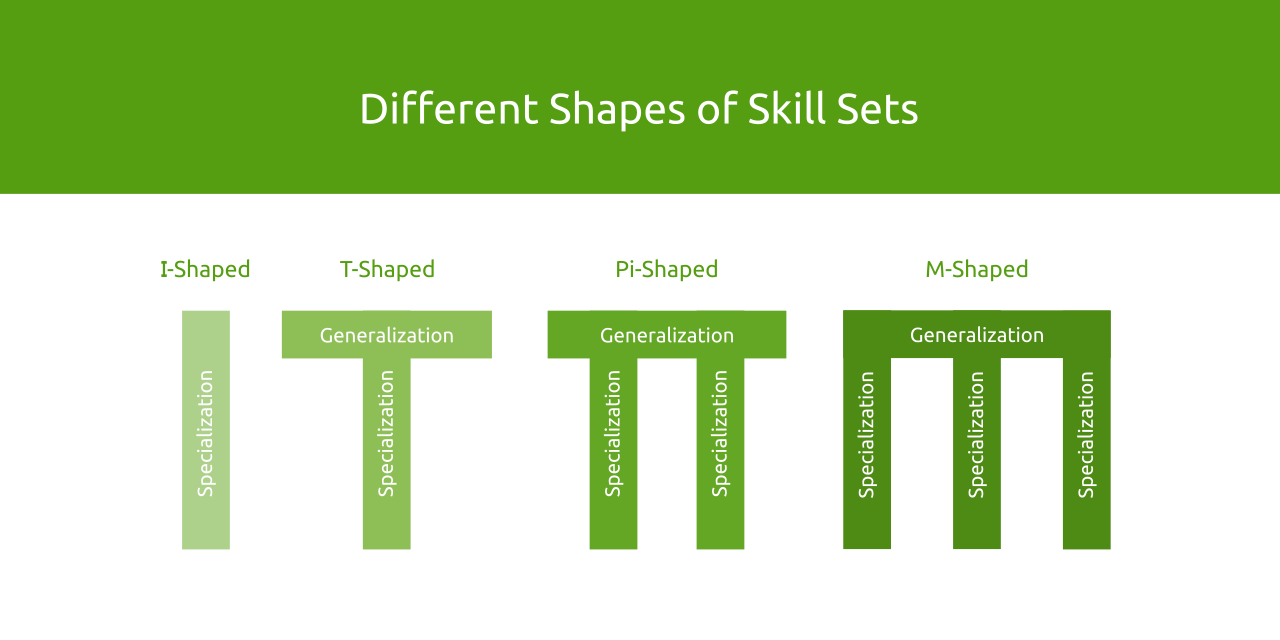 Different Shapes of Skill Sets
I-Shaped
Specialization
T-Shaped
Generalization
Specialization
Pi-Shaped
Generalization
Specialization
Specialization
M-Shaped
Generalization
Specialization
Specialization
Specialization